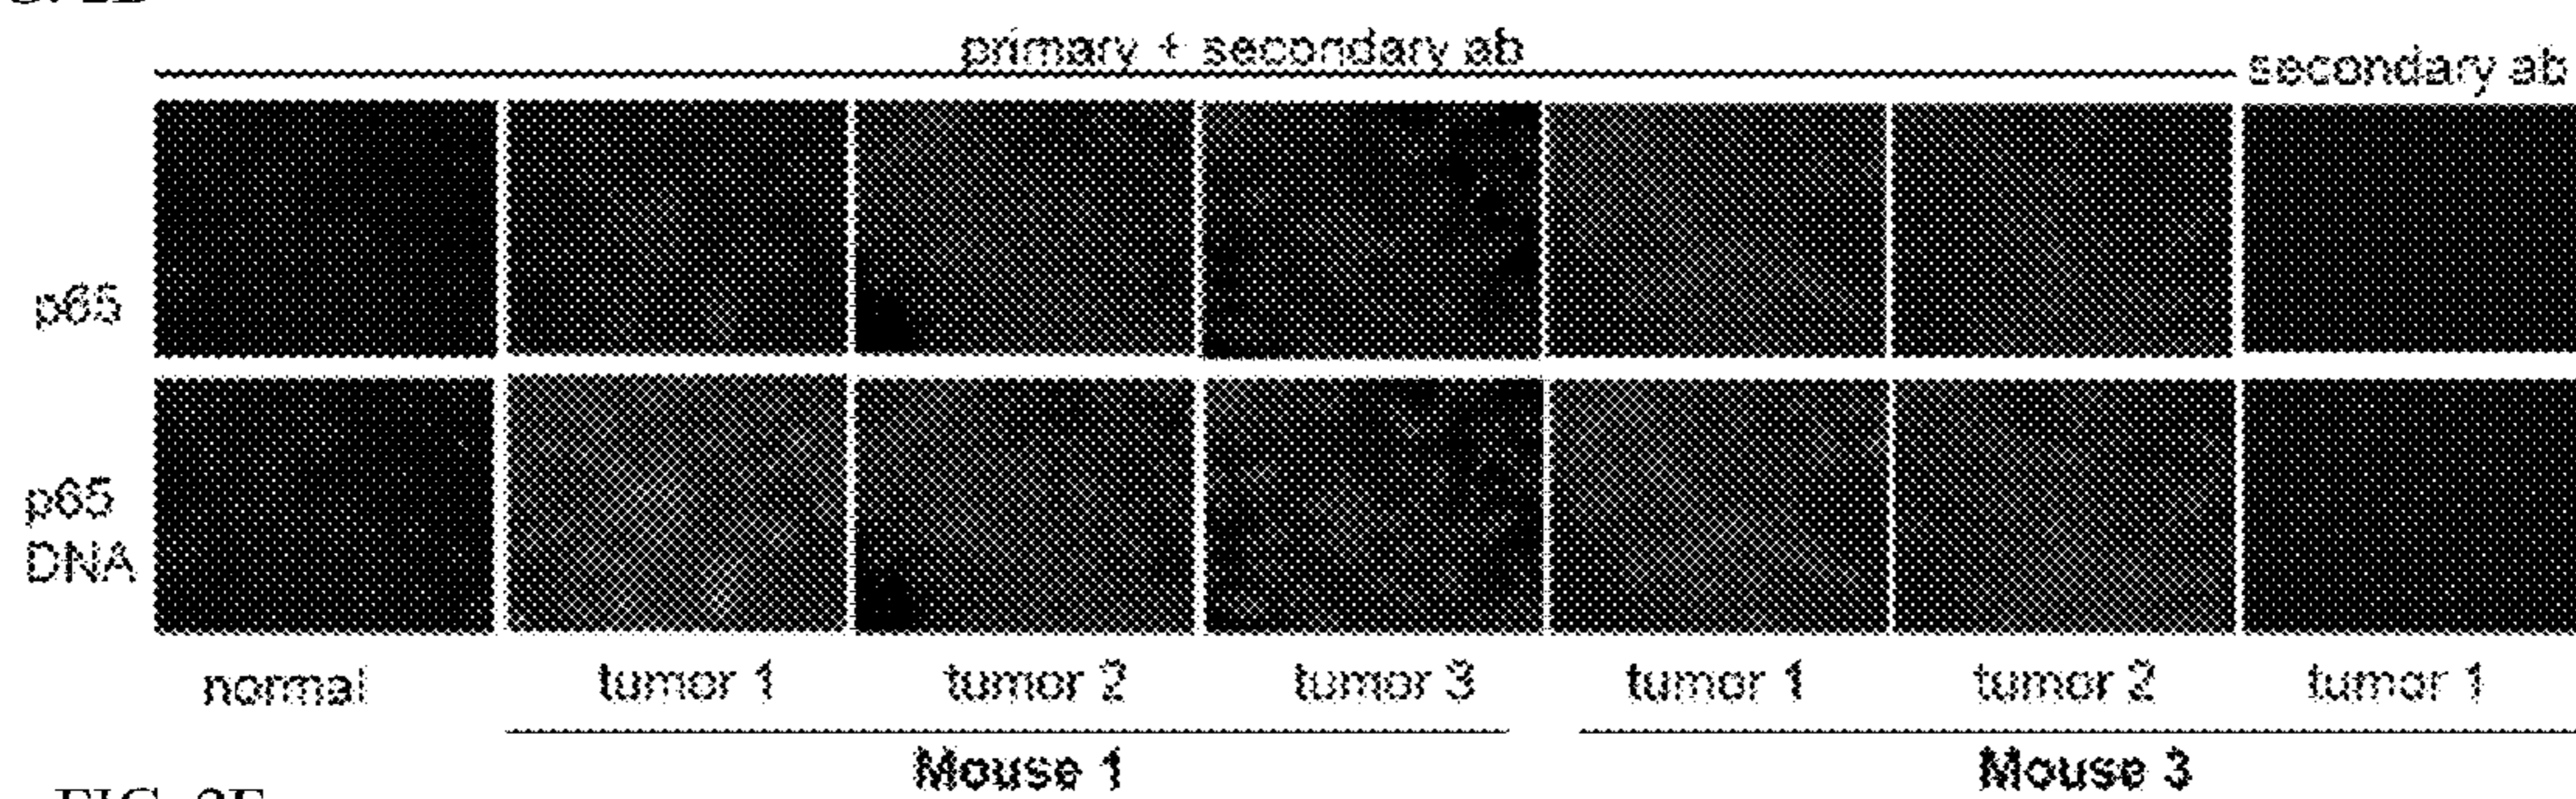 primary + secondary ab
secondary ab
p65
p65
DNA
normal
tumor 1
tumor 2
tumor 3
tumor 1
tumor 2
tumor 1
Mouse 1
Mouse 3